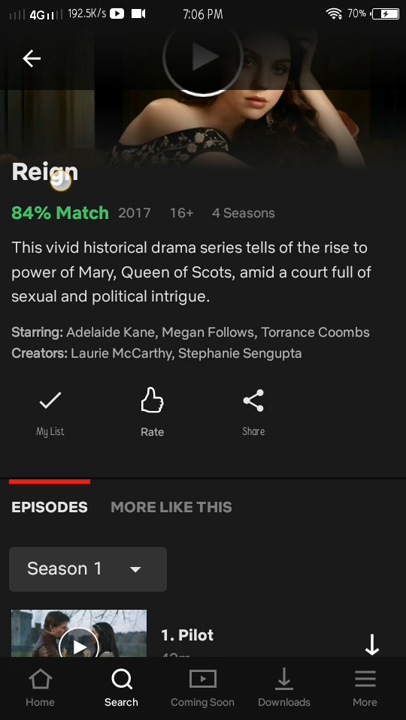 4G 192.5K/s 7:06 PM 70%
Reign
84% Match 2017 16+ 4 Seasons
This vivid historical drama series tells of the rise to
power of Mary, Queen of Scots, amid a court full of
sexual and political intrigue.
Starring: Adelaide Kane, Megan Follows, Torrance Coombs
Creators: Laurie McCarthy, Stephanie Sengupta
My List Rate Share
EPISODES MORE LIKE THIS
Season 1
1. Pilot
Home Search Coming Soon Downloads More